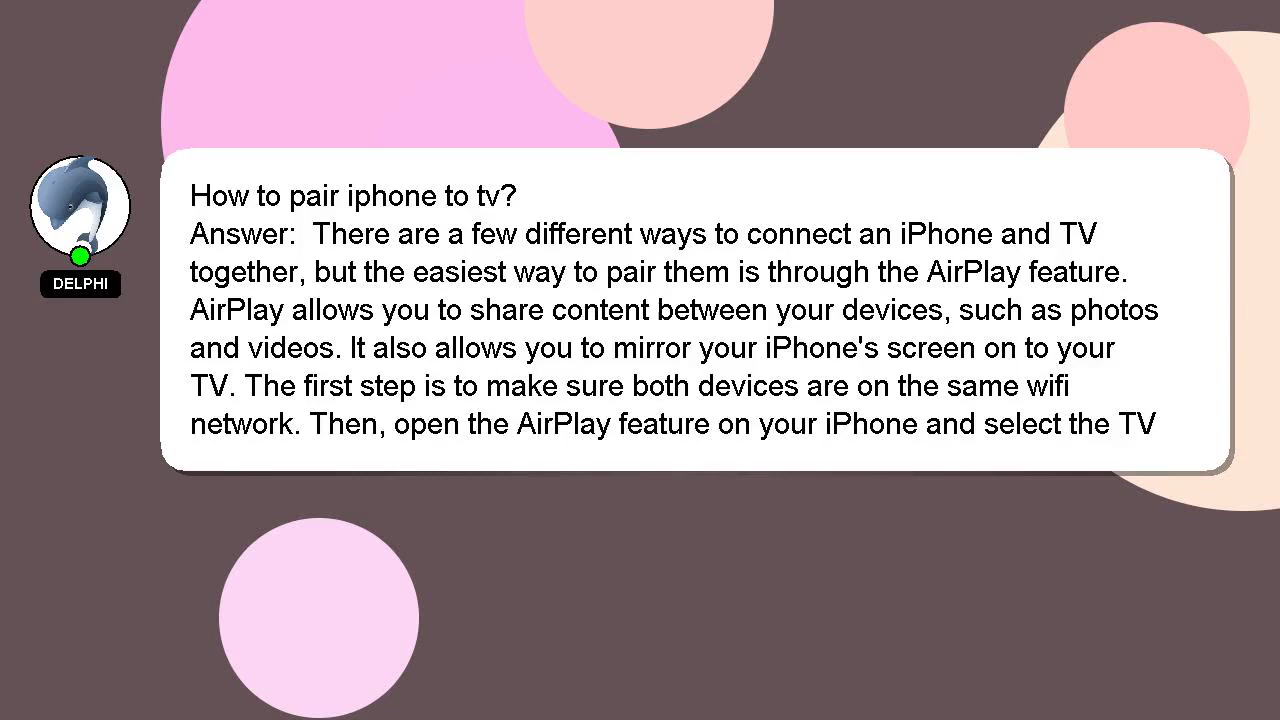 How to pair iphone to tv?
Answer:  There are a few different ways to connect an iPhone and TV
together, but the easiest way to pair them is through the AirPlay feature.
AirPlay allows you to share content between your devices, such as photos
and videos. It also allows you to mirror your iPhone's screen on to your
TV. The first step is to make sure both devices are on the same wifi
network. Then, open the AirPlay feature on your iPhone and select the TV
DELPHI